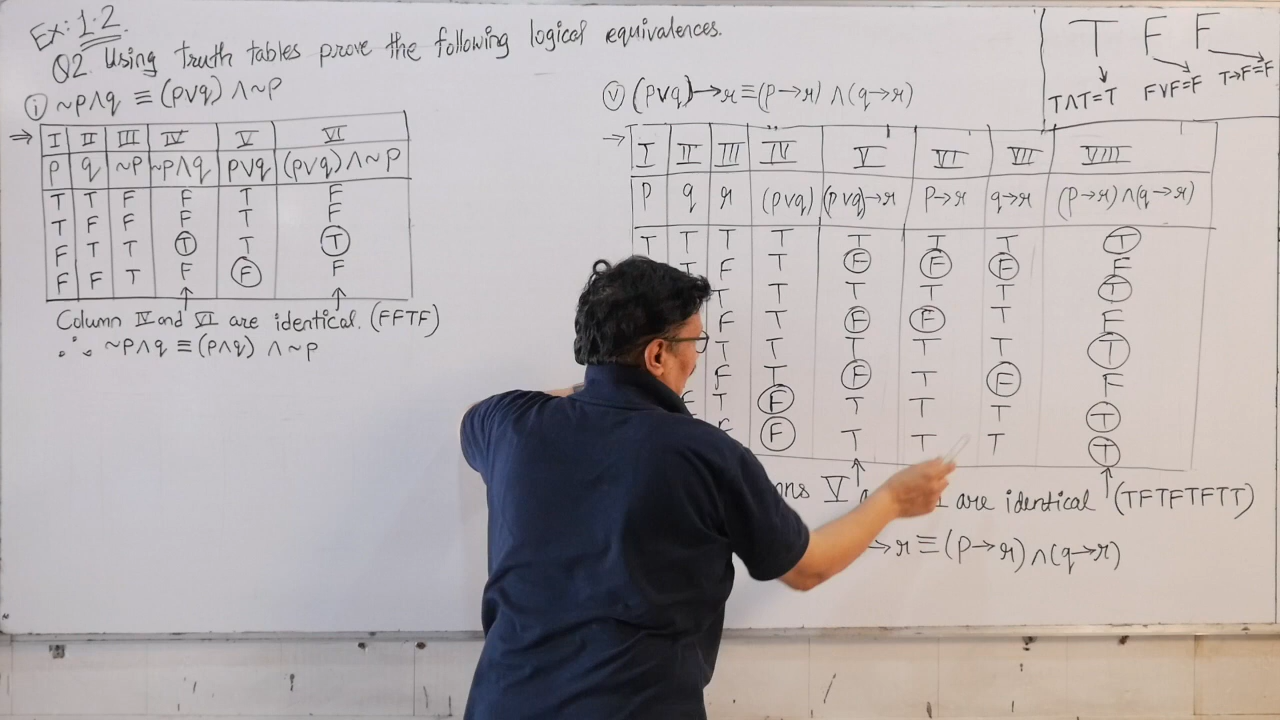 Ex: 1.2.
Q2. Using truth tables prove the following logical equivalences.
(i) ~p∧q ≡ (p∨q) ∧~p
⇒ I II III IV V VI
p q ~p ~p∧q p∨q (p∨q)∧~p
T T F F T F
T F F F T F
F T T T T T
F F T F F F
Column IV and VI are identical. (FFTF)
∴ ~p∧q ≡ (p∧q) ∧ ~p
(v) (p∨q)→r ≡ (p→r) ∧ (q→r)
→ I II III IV V VI VII VIII
p q r (p∨q) (p∨q)→r p→r q→r (p→r)∧(q→r)
T T T T T T T T
T F T F F F F
T T T T T T
F T F F T F
T T T T T T
F T F T F F
T F T T T T
F T T T T
V are identical (TFTFTFTT)
→r ≡ (p→r) ∧ (q→r)
T F F
T∧T=T F∨F=F T→F=F